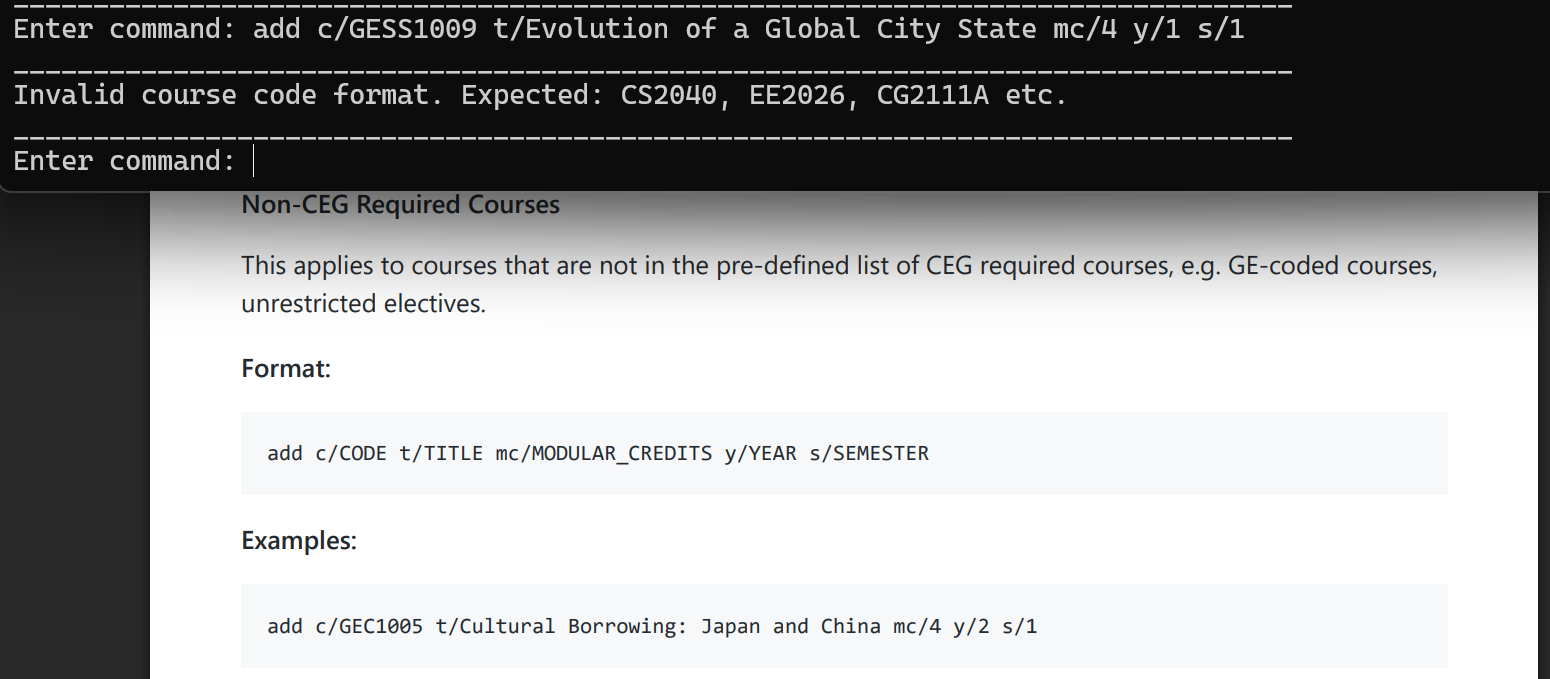 Enter command: add c/GESS1009 t/Evolution of a Global City State mc/4 y/1 s/1
Invalid course code format. Expected: CS2040, EE2026, CG2111A etc.
Enter command:
Non-CEG Required Courses
This applies to courses that are not in the pre-defined list of CEG required courses, e.g. GE-coded courses,
unrestricted electives.
Format:
add c/CODE t/TITLE mc/MODULAR_CREDITS y/YEAR s/SEMESTER
Examples:
add c/GEC1005 t/Cultural Borrowing: Japan and China mc/4 y/2 s/1